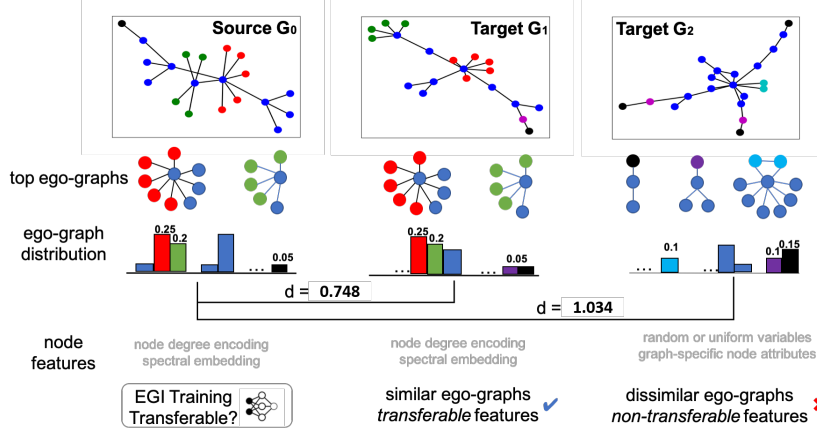 Source G0
Target G1
Target G2
top ego-graphs
ego-graph
distribution
0.25
0.2
...
0.05
...
0.25
0.2
0.05
...
0.1
...
0.1
0.15
d = 0.748
d = 1.034
node
features
node degree encoding
spectral embedding
node degree encoding
spectral embedding
random or uniform variables
graph-specific node attributes
EGI Training
Transferable?
similar ego-graphs
transferable features
dissimilar ego-graphs
non-transferable features